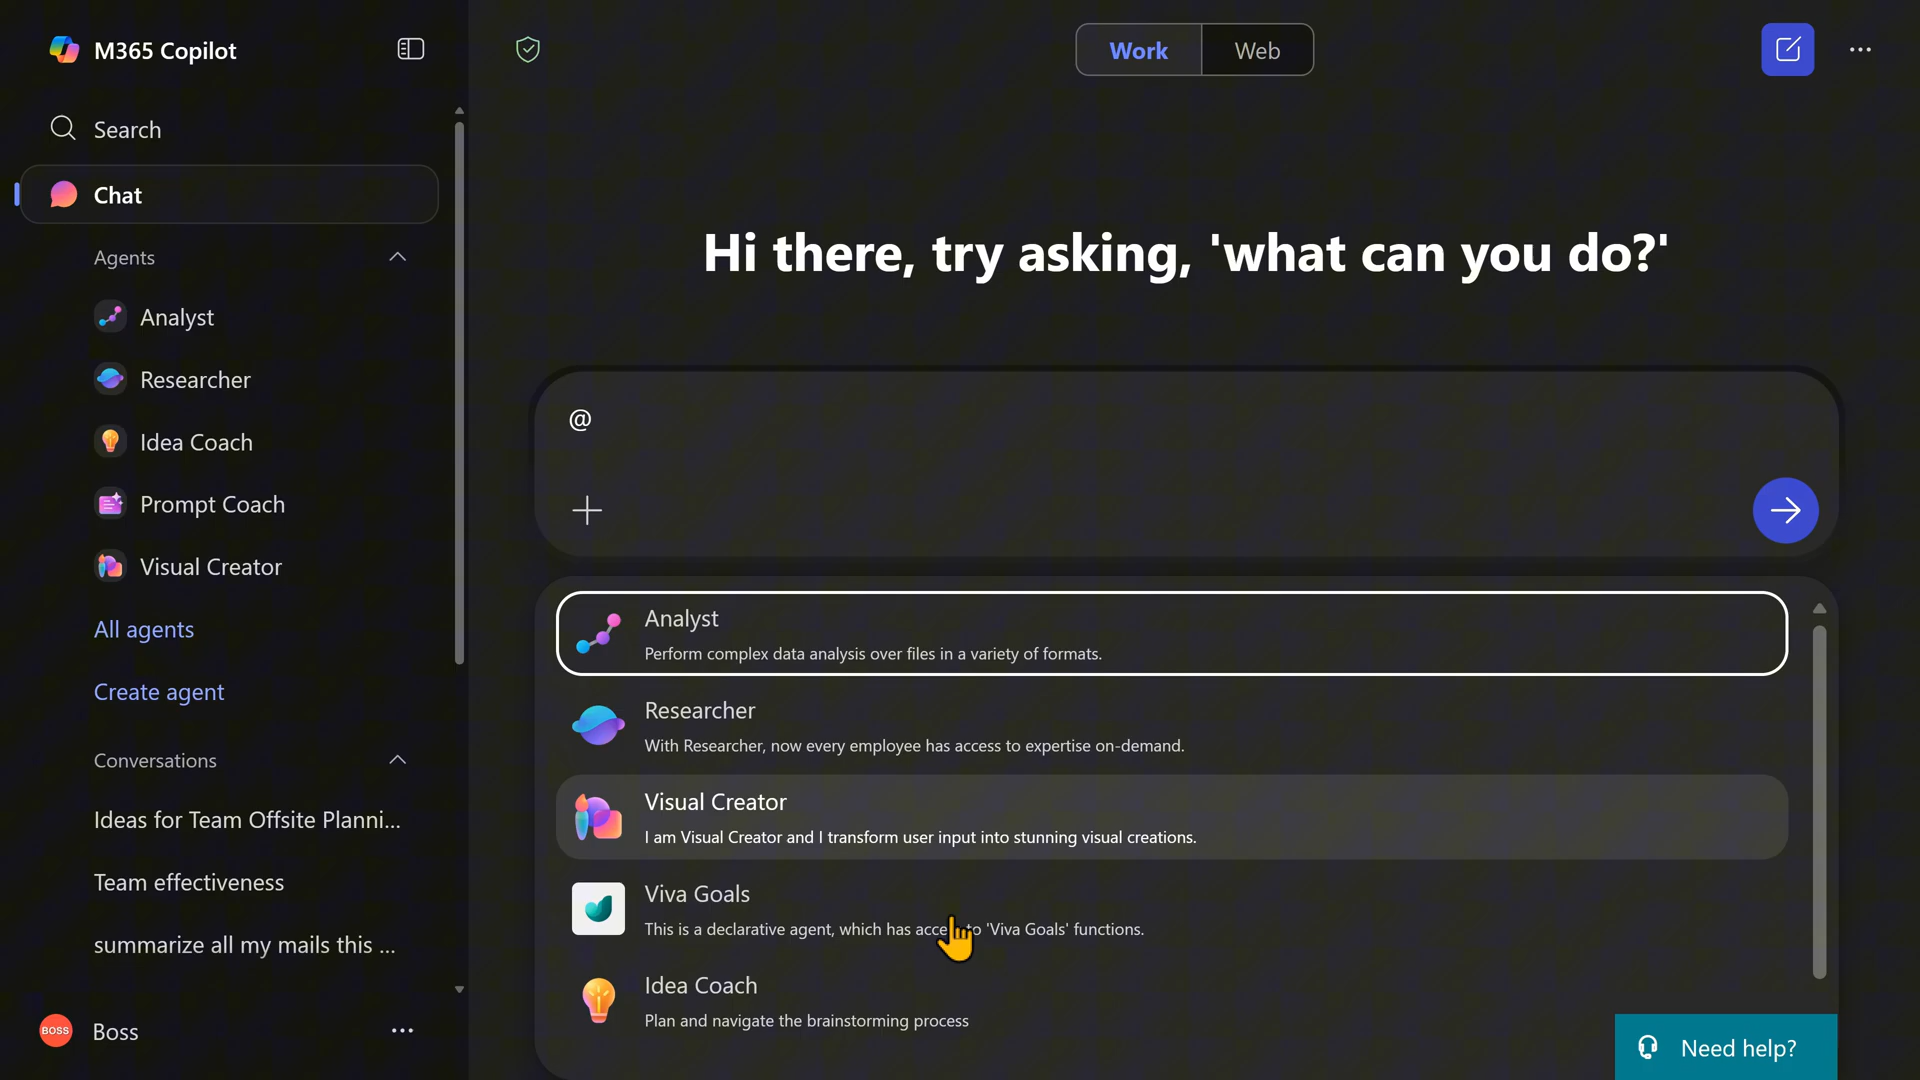 M365 Copilot
Search
Chat
Agents
Analyst
Researcher
Idea Coach
Prompt Coach
Visual Creator
All agents
Create agent
Conversations
Ideas for Team Offsite Planni...
Team effectiveness
summarize all my mails this ...
BOSS
Boss
Work
Web
Hi there, try asking, 'what can you do?'
@
Analyst
Perform complex data analysis over files in a variety of formats.
Researcher
With Researcher, now every employee has access to expertise on-demand.
Visual Creator
I am Visual Creator and I transform user input into stunning visual creations.
Viva Goals
This is a declarative agent, which has access to 'Viva Goals' functions.
Idea Coach
Plan and navigate the brainstorming process
Need help?